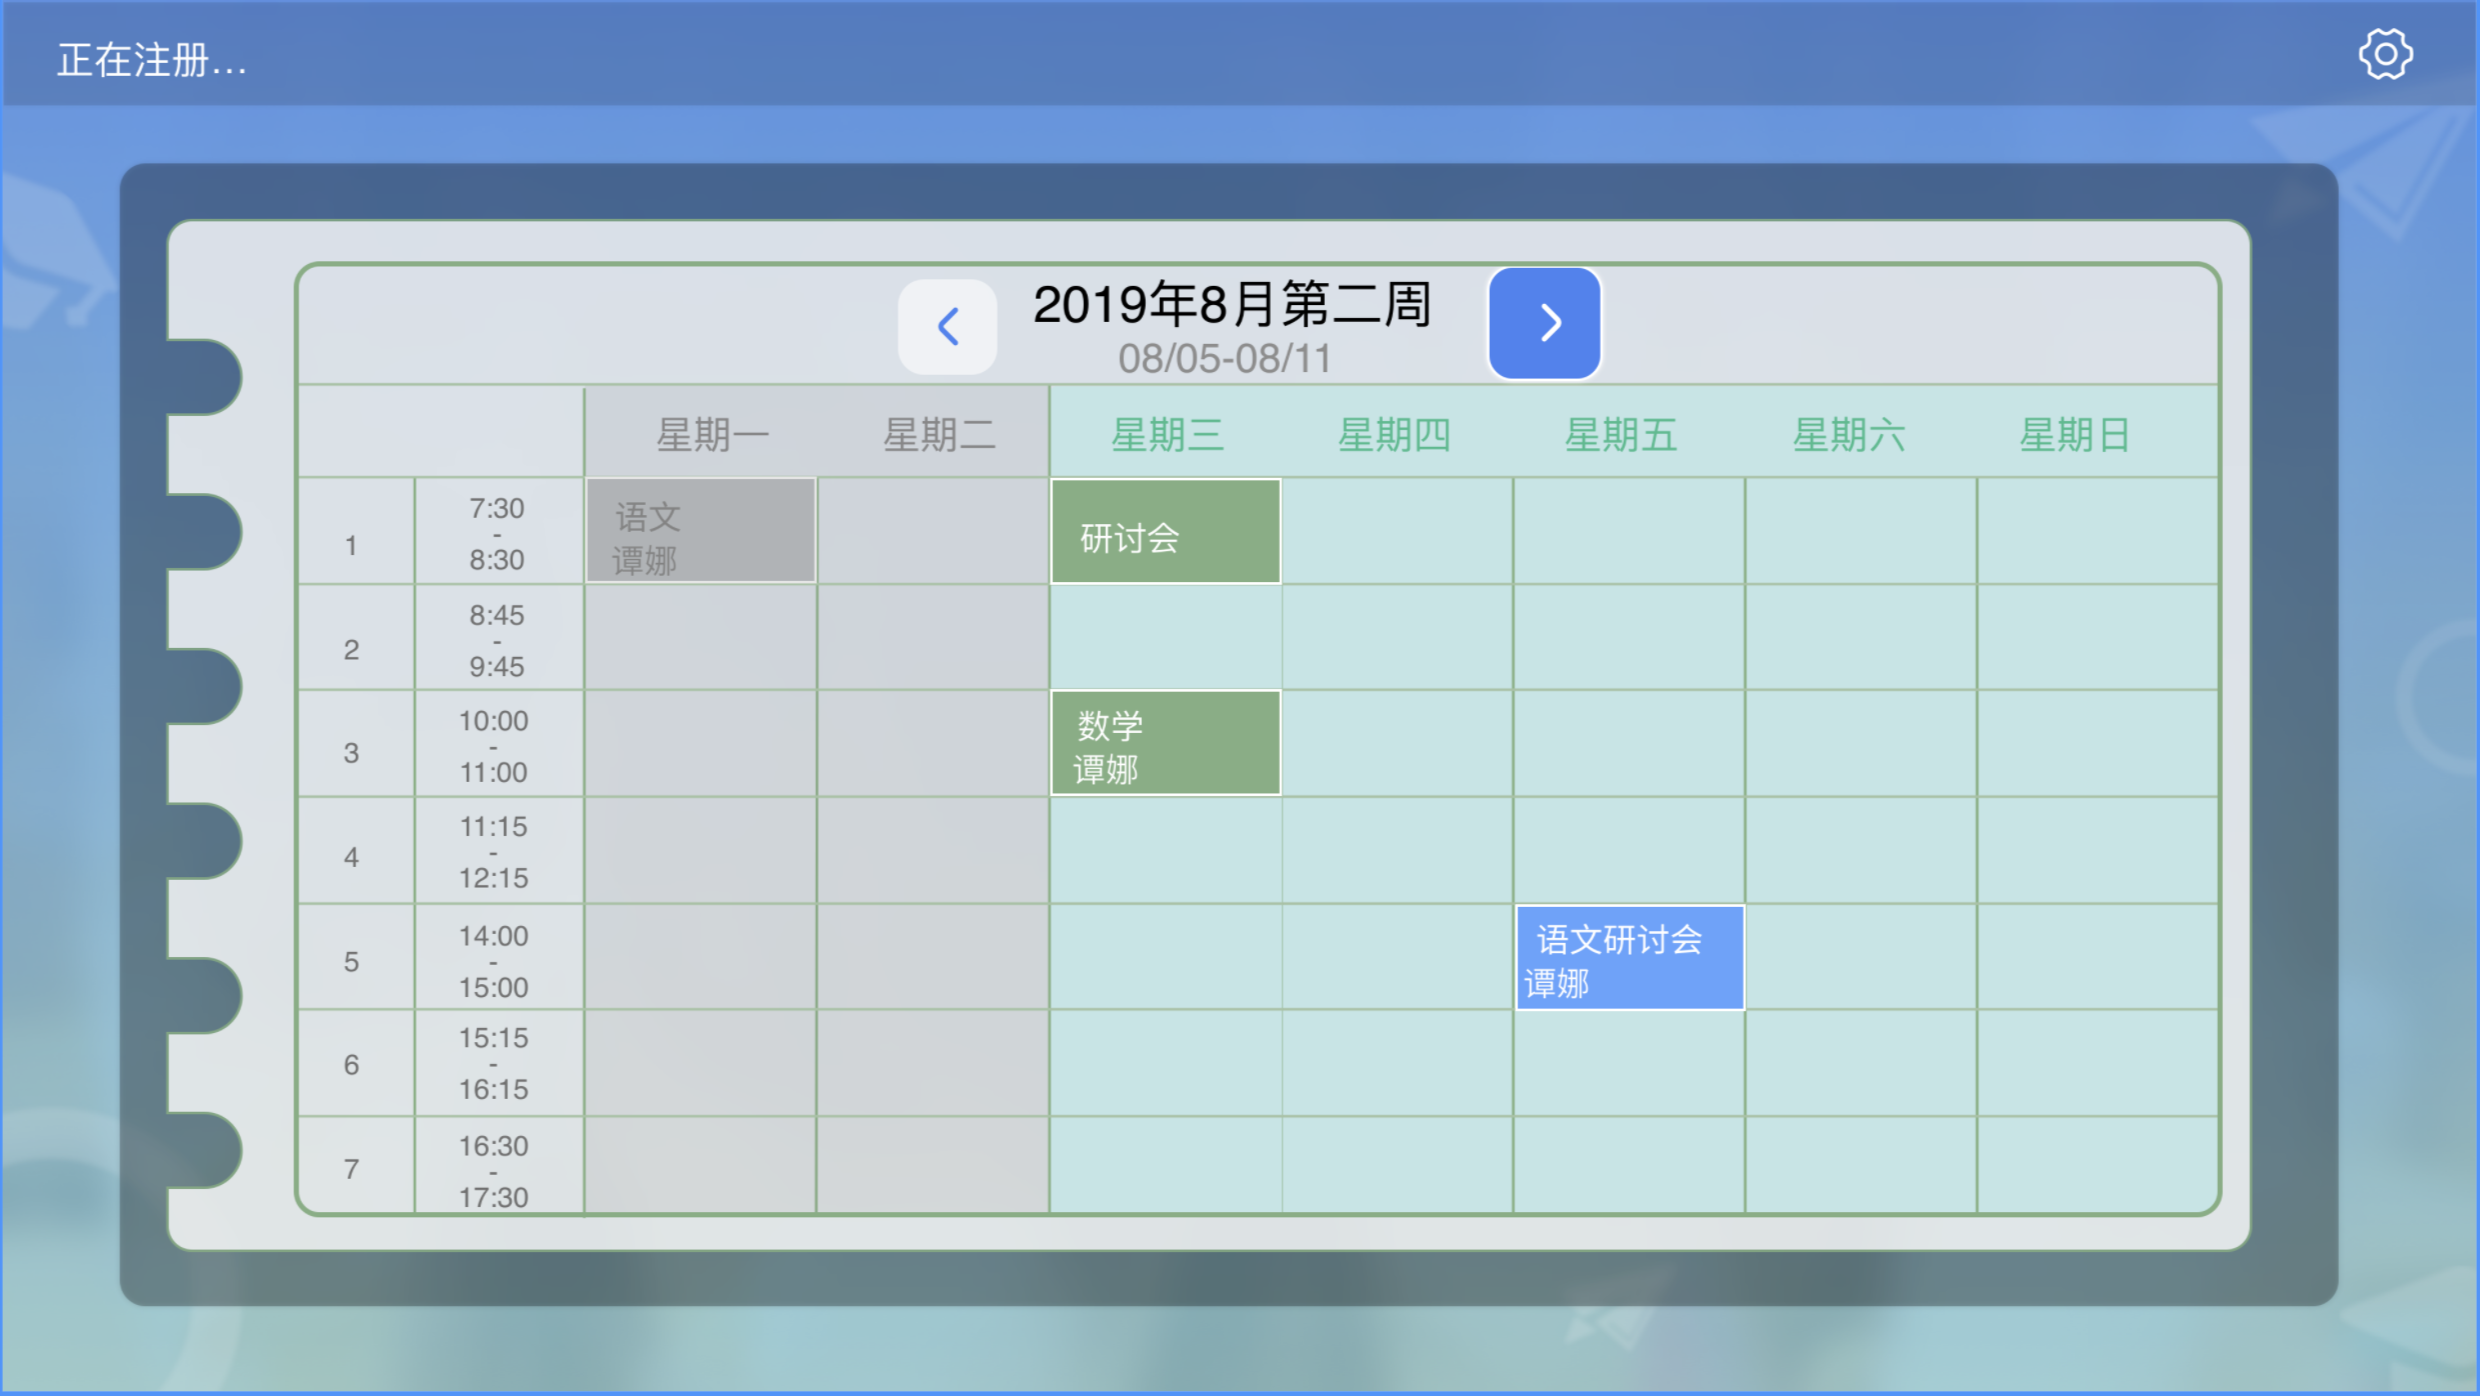 正在注册...
2019年8月第二周
08/05-08/11
星期一 星期二 星期三 星期四 星期五 星期六 星期日
1
7:30
-
8:30
语文
谭娜
研讨会
2
8:45
-
9:45
3
10:00
-
11:00
数学
谭娜
4
11:15
-
12:15
5
14:00
-
15:00
语文研讨会
谭娜
6
15:15
-
16:15
7
16:30
-
17:30